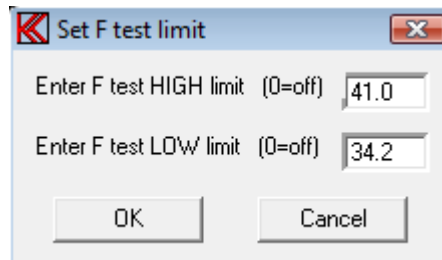 Set F test limit
Enter F test HIGH limit (0=off) 41.0
Enter F test LOW limit (0=off) 34.2
OK Cancel